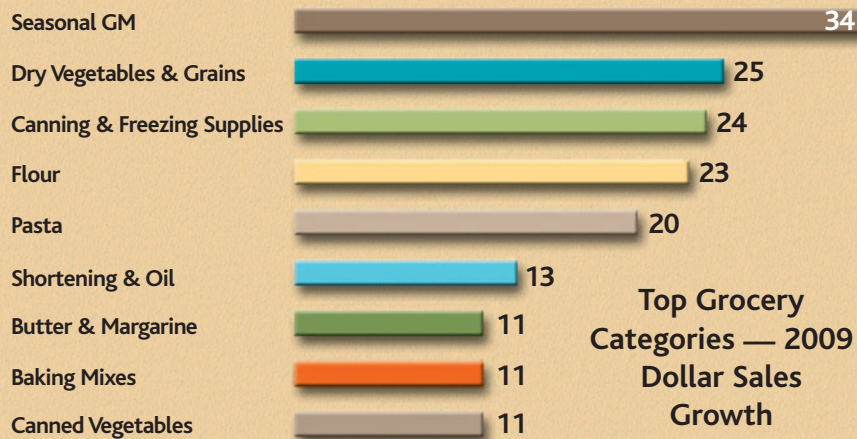 Seasonal GM 34
Dry Vegetables & Grains 25
Canning & Freezing Supplies 24
Flour 23
Pasta 20
Shortening & Oil 13
Butter & Margarine 11
Baking Mixes 11
Canned Vegetables 11
Top Grocery
Categories — 2009
Dollar Sales
Growth